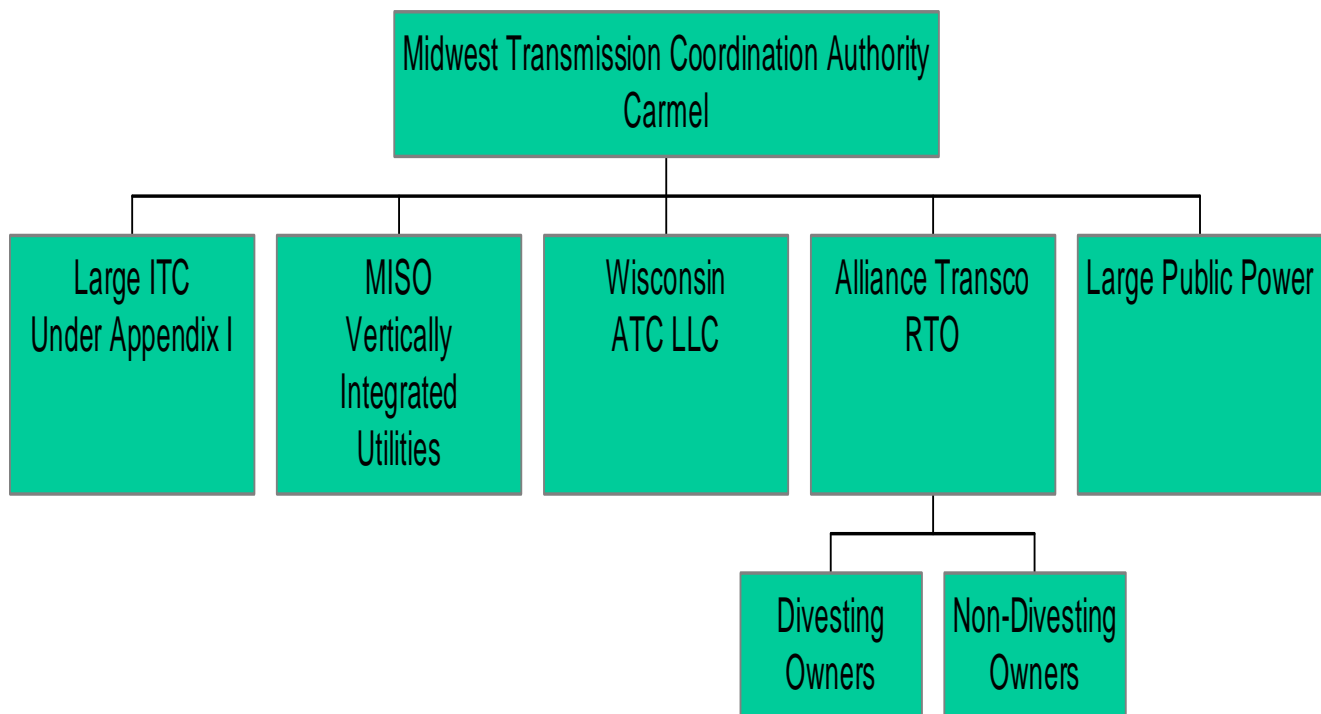 Midwest Transmission Coordination Authority
Carmel
Large ITC
Under Appendix I
MISO
Vertically
Integrated
Utilities
Wisconsin
ATC LLC
Alliance Transco
RTO
Large Public Power
Divesting
Owners
Non-Divesting
Owners